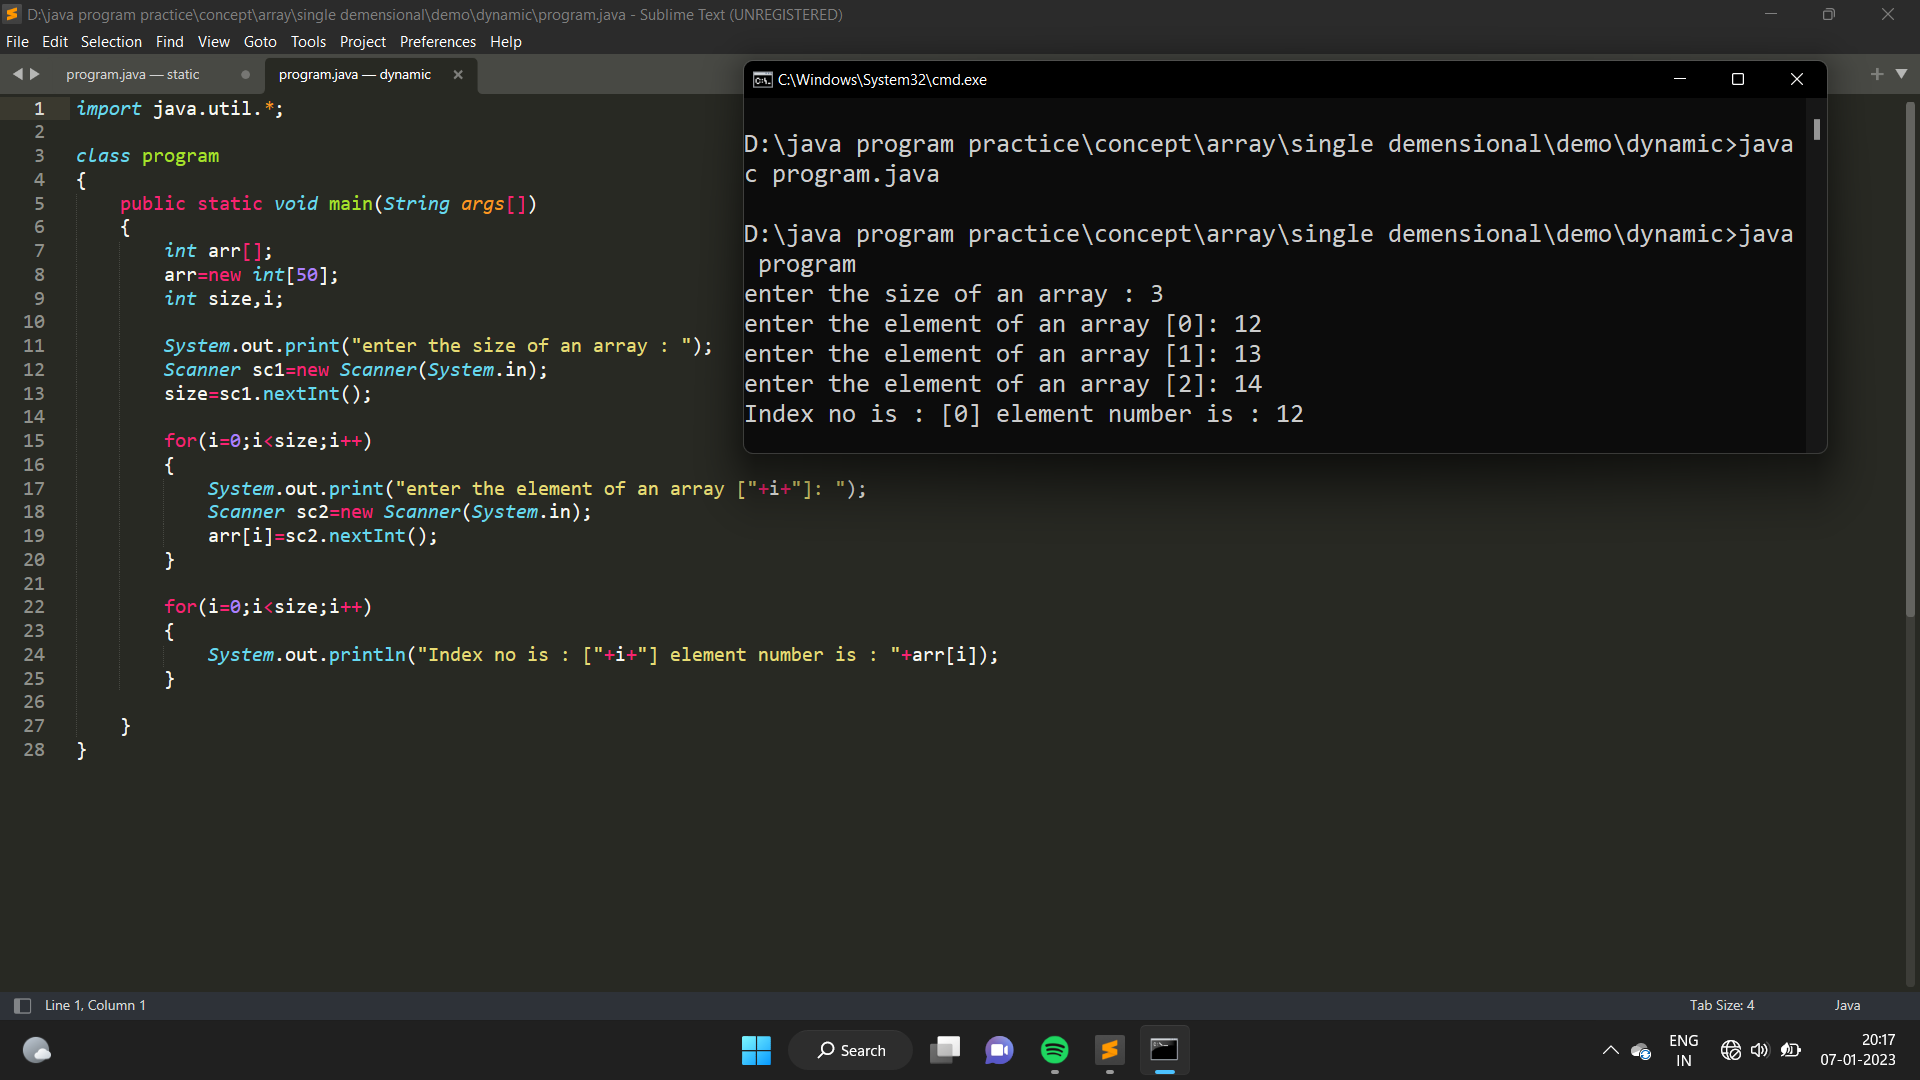 D:\java program practice\concept\array\single demensional\demo\dynamic\program.java - Sublime Text (UNREGISTERED)
File Edit Selection Find View Goto Tools Project Preferences Help
program.java — static
program.java — dynamic
1 import java.util.*;
2
3 class program
4 {
5 public static void main(String args[])
6 {
7 int arr[];
8 arr=new int[50];
9 int size,i;
10
11 System.out.print("enter the size of an array : ");
12 Scanner sc1=new Scanner(System.in);
13 size=sc1.nextInt();
14
15 for(i=0;i<size;i++)
16 {
17 System.out.print("enter the element of an array ["+i+"]: ");
18 Scanner sc2=new Scanner(System.in);
19 arr[i]=sc2.nextInt();
20 }
21
22 for(i=0;i<size;i++)
23 {
24 System.out.println("Index no is : ["+i+"] element number is : "+arr[i]);
25 }
26
27 }
28 }
C:\Windows\System32\cmd.exe
D:\java program practice\concept\array\single demensional\demo\dynamic>java
c program.java
D:\java program practice\concept\array\single demensional\demo\dynamic>java
program
enter the size of an array : 3
enter the element of an array [0]: 12
enter the element of an array [1]: 13
enter the element of an array [2]: 14
Index no is : [0] element number is : 12
Line 1, Column 1
Tab Size: 4
Java
Search
ENG
IN
20:17
07-01-2023